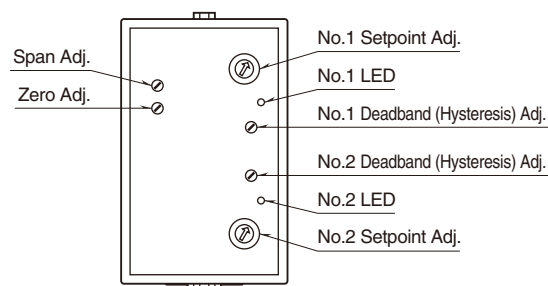 Span Adj.
Zero Adj.
No.1 Setpoint Adj.
No.1 LED
No.1 Deadband (Hysteresis) Adj.
No.2 Deadband (Hysteresis) Adj.
No.2 LED
No.2 Setpoint Adj.